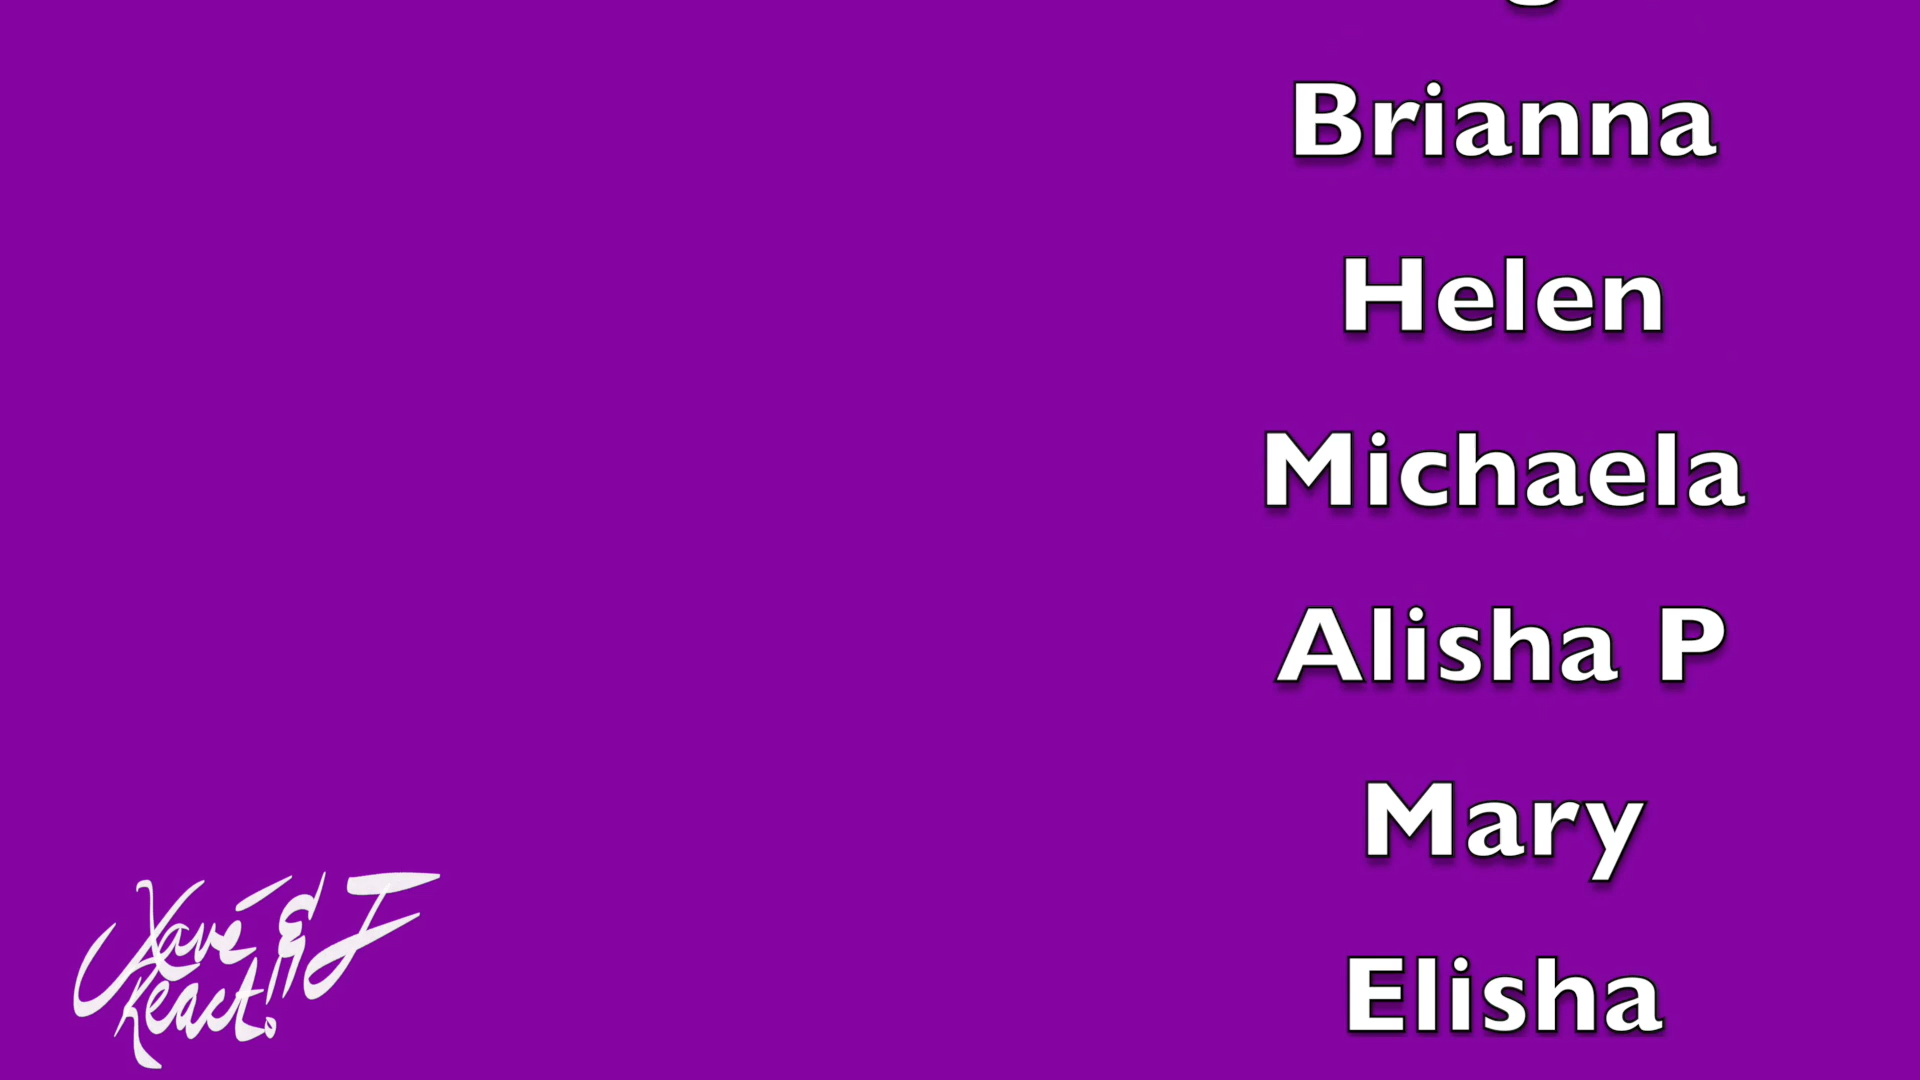 Brianna
Helen
Michaela
Alisha P
Mary
Elisha
Xavé & J
React!!!